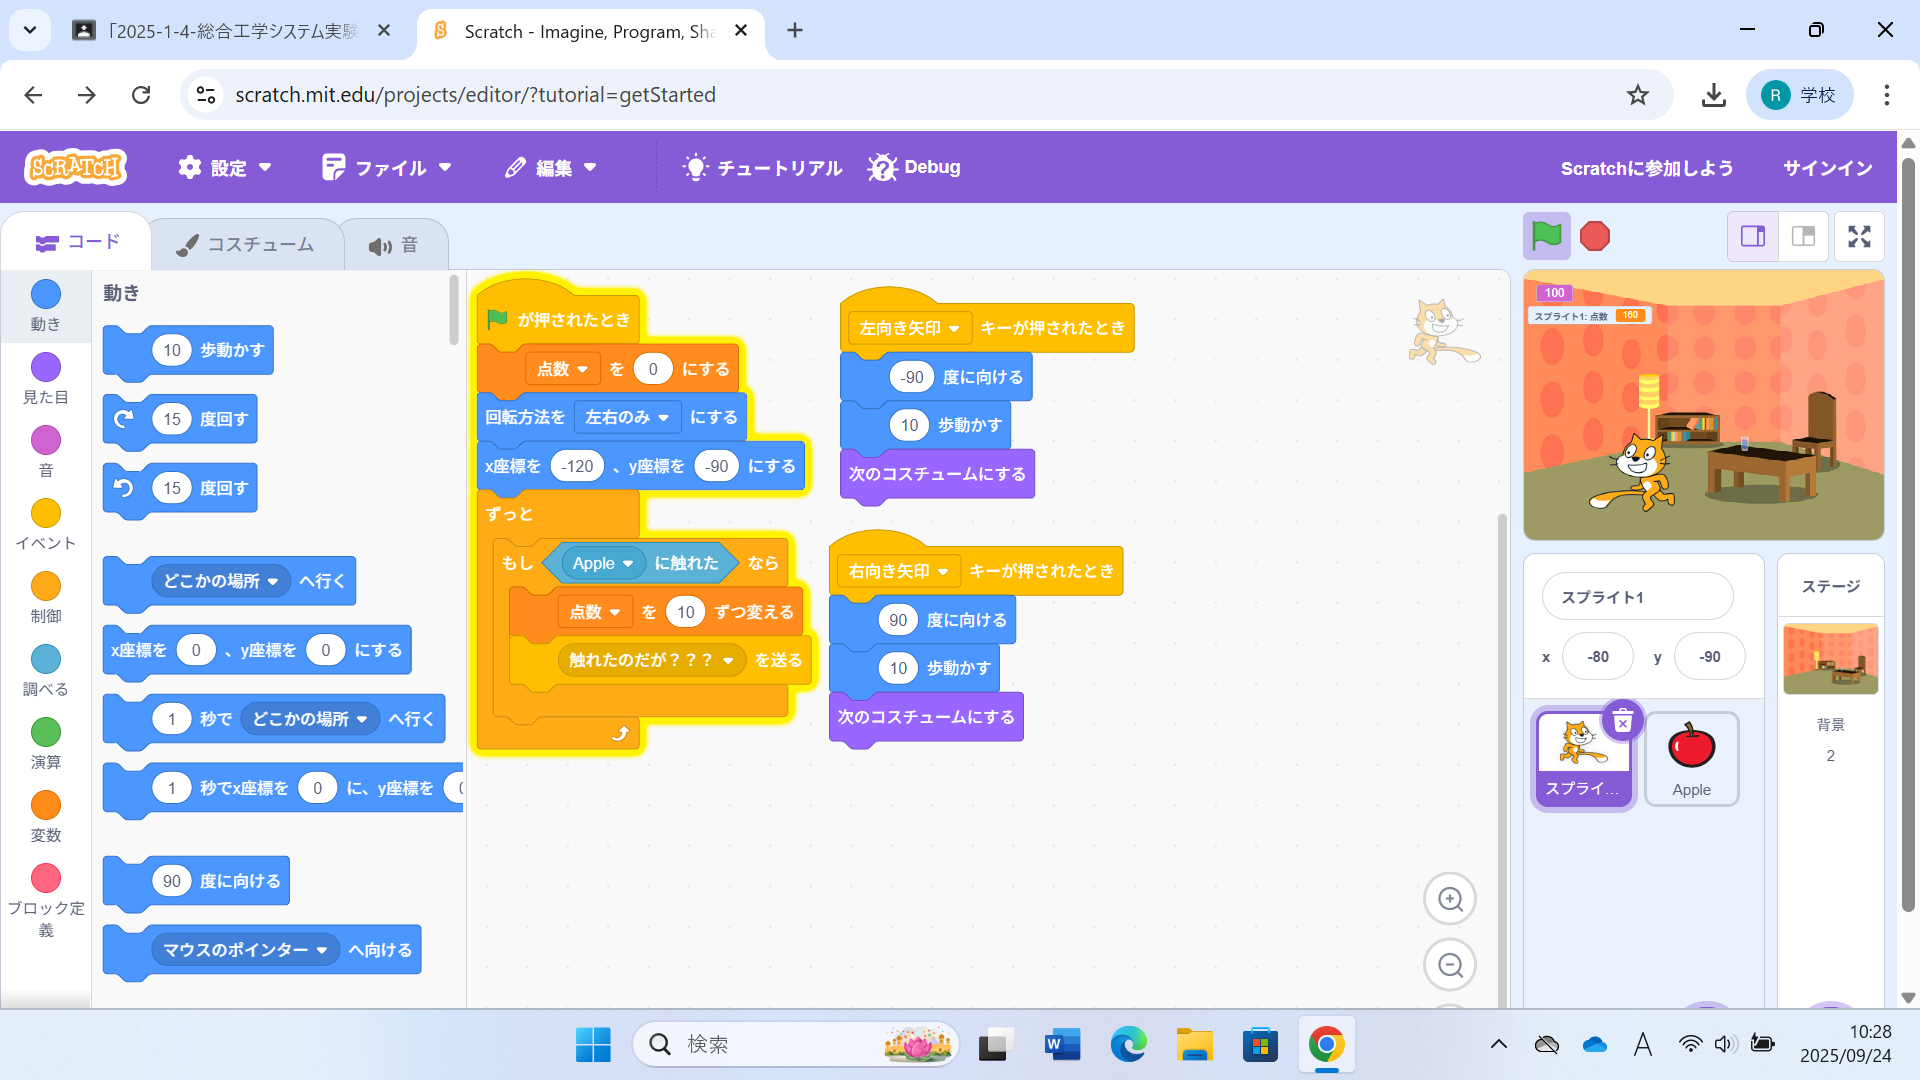 「2025-1-4-総合工学システム実験
Scratch - Imagine, Program, Sha
scratch.mit.edu/projects/editor/?tutorial=getStarted
R 学校
SCRATCH 設定 ファイル 編集 チュートリアル Debug Scratchに参加しよう サインイン
コード コスチューム 音
動き
見た目
音
イベント
制御
調べる
演算
変数
ブロック定義
動き
10 歩動かす
15 度回す
15 度回す
どこかの場所 へ行く
x座標を 0 、y座標を 0 にする
1 秒で どこかの場所 へ行く
1 秒でx座標を 0 に、y座標を
90 度に向ける
マウスのポインター へ向ける
が押されたとき
点数 を 0 にする
回転方法を 左右のみ にする
x座標を -120 、y座標を -90 にする
ずっと
もし Apple に触れた なら
点数 を 10 ずつ変える
触れたのだが？？？ を送る
左向き矢印 キーが押されたとき
-90 度に向ける
10 歩動かす
次のコスチュームにする
右向き矢印 キーが押されたとき
90 度に向ける
10 歩動かす
次のコスチュームにする
100
スプライト1: 点数 160
スプライト1
x -80 y -90
スプライ...
Apple
ステージ
背景
2
検索
W
A
10:28
2025/09/24